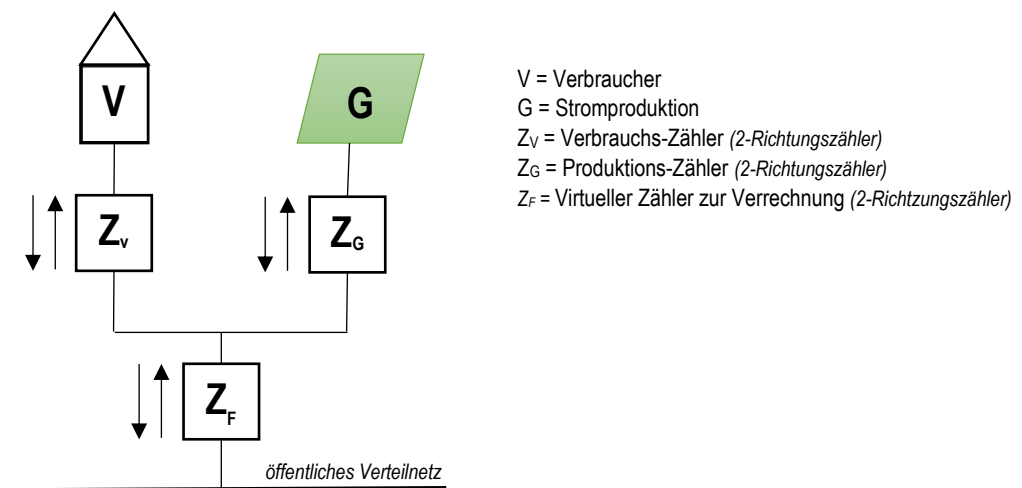 V
G
V = Verbraucher
G = Stromproduktion
ZV = Verbrauchs-Zähler (2-Richtungszähler)
ZG = Produktions-Zähler (2-Richtungszähler)
ZF = Virtueller Zähler zur Verrechnung (2-Richtzungszähler)
Zv
ZG
ZF
öffentliches Verteilnetz